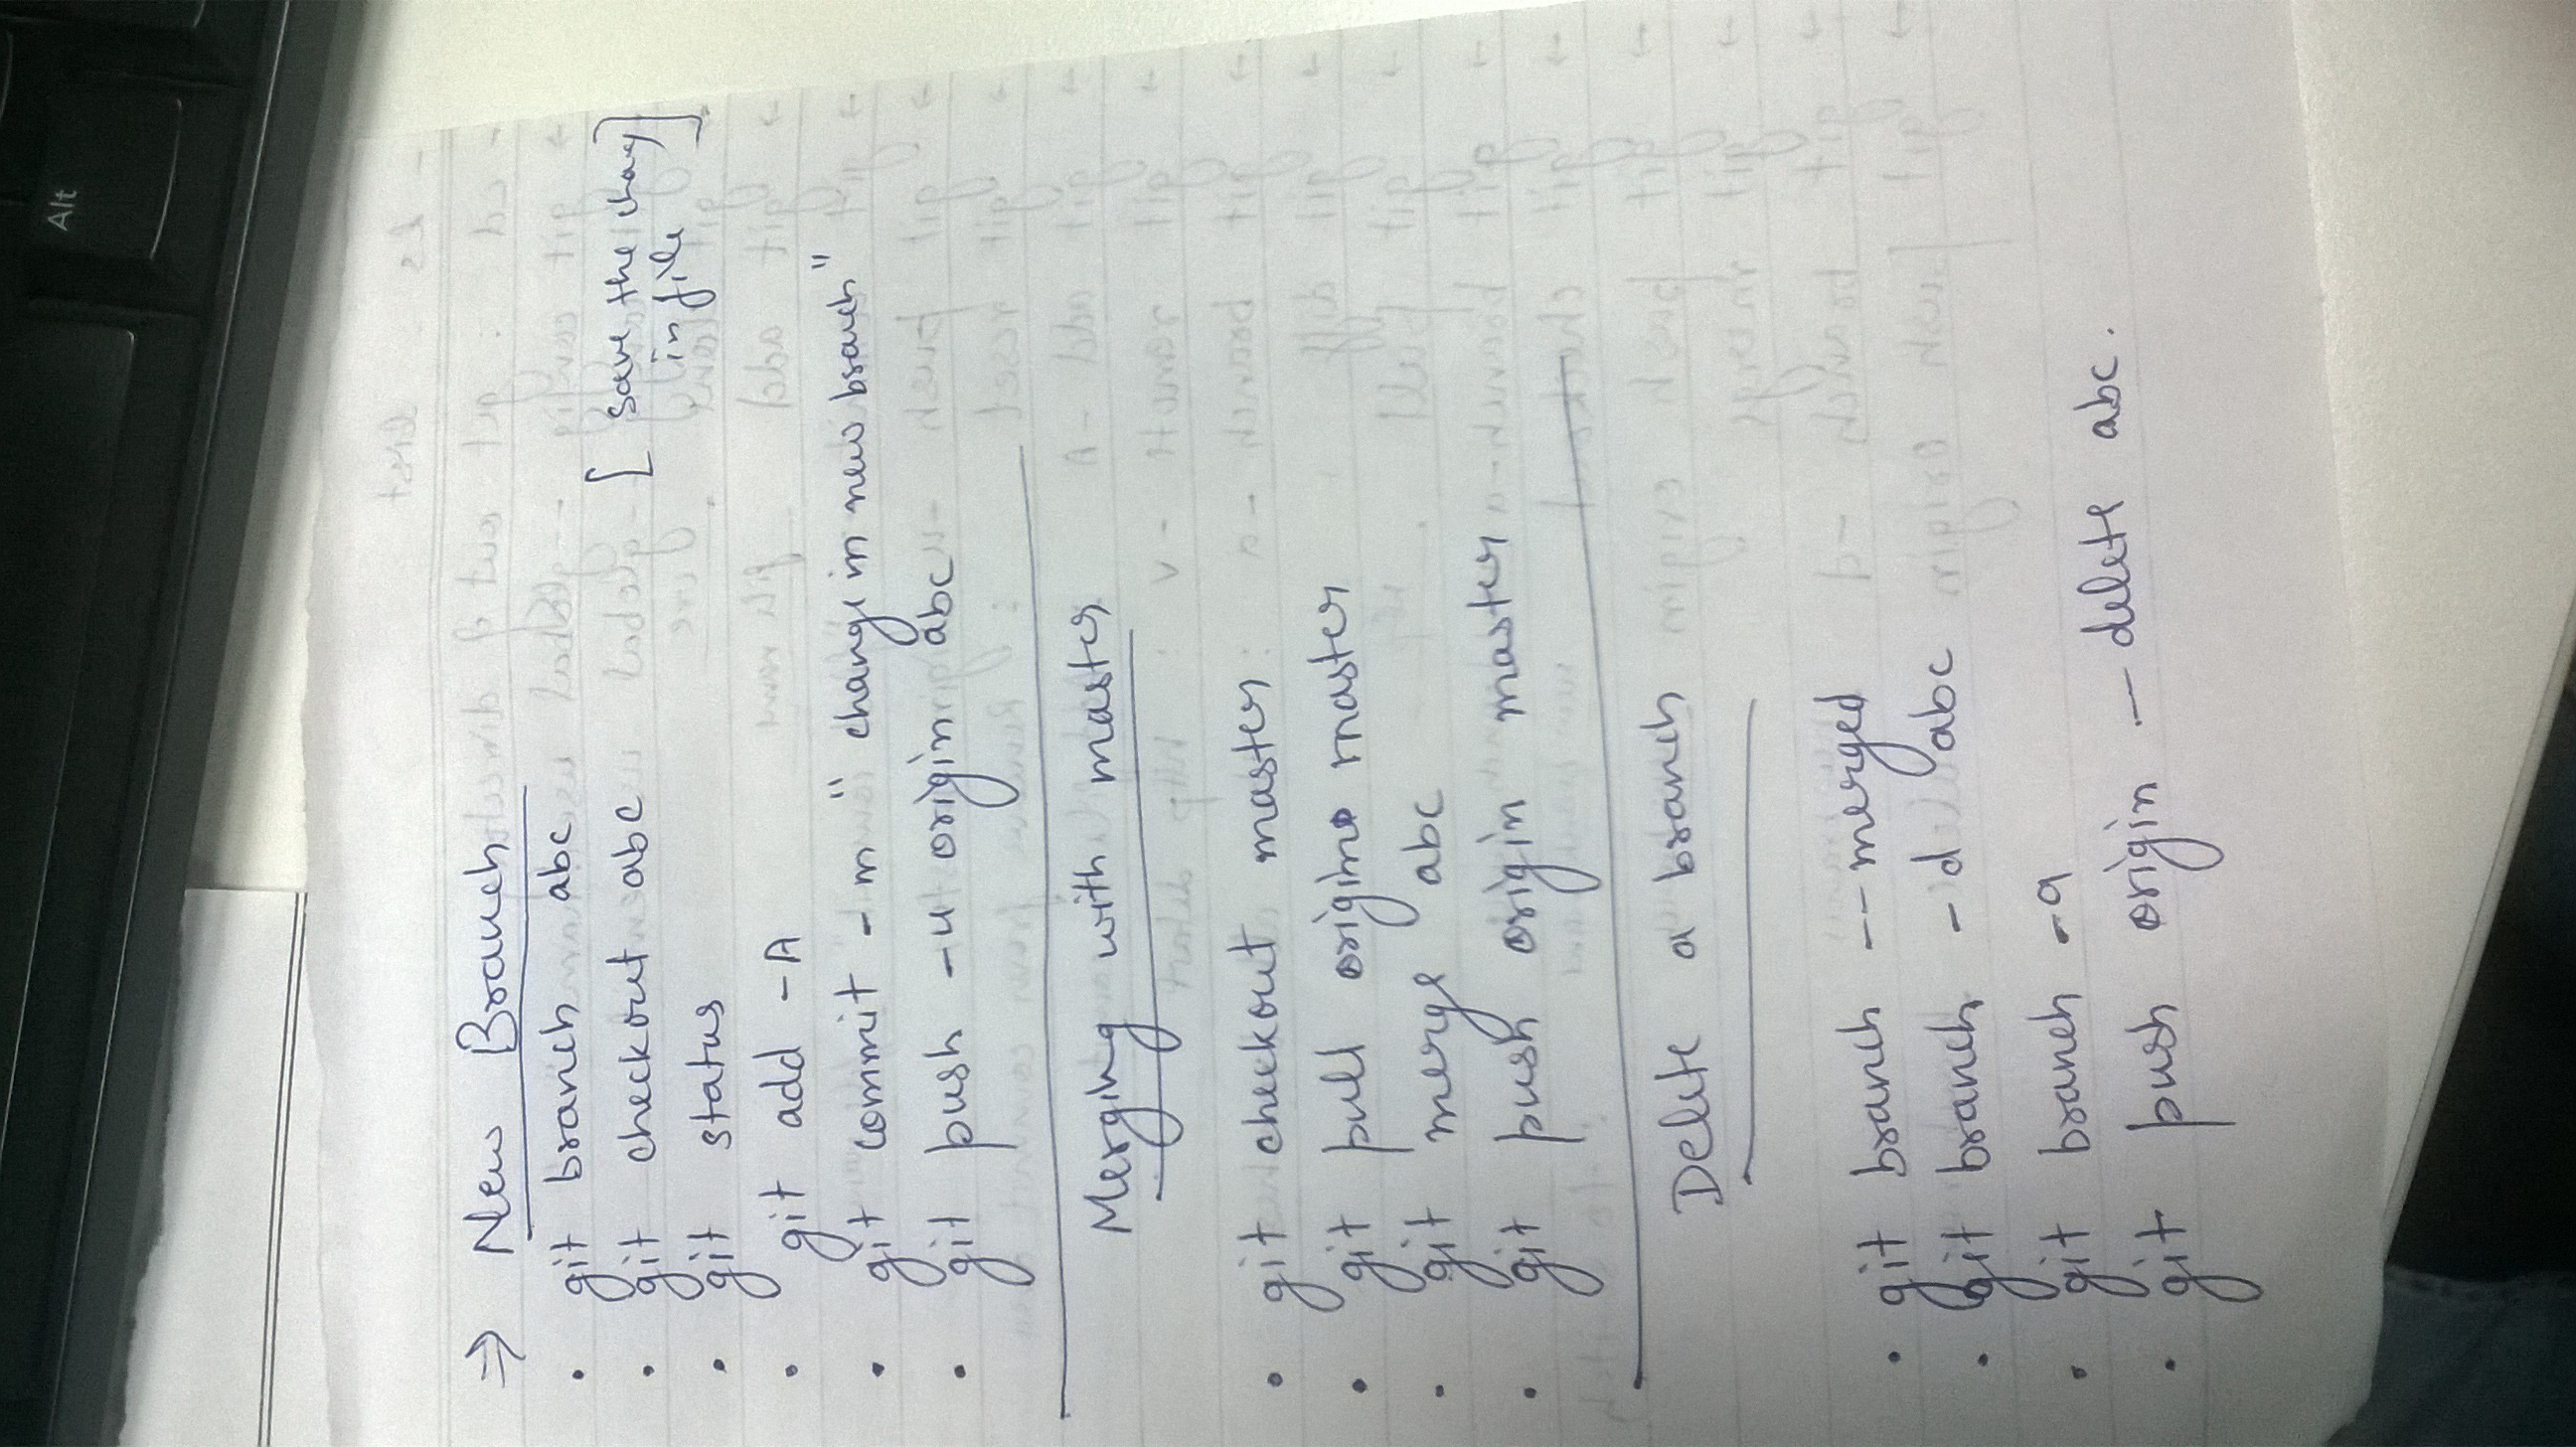 Alt
⇒ New Branch
• git branch abc
• git checkout abc [save the change in file]
• git status
• git add -A
• git commit -m "change in new branch"
• git push -u origin abc
Merging with master
• git checkout master
• git pull origin master
• git merge abc
• git push origin master
Delete a branch
• git branch --merged
• git branch -d abc
• git branch -a
• git push origin --delete abc.